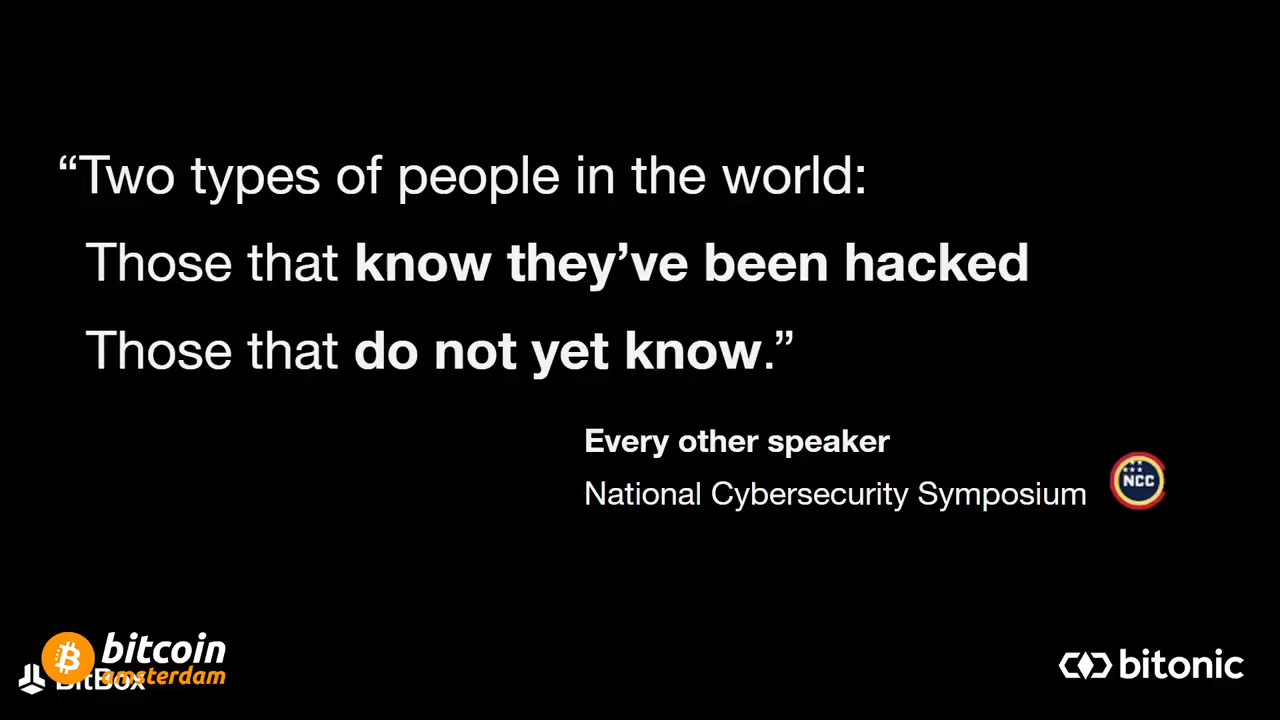 “Two types of people in the world:
Those that know they’ve been hacked
Those that do not yet know.”
Every other speaker
National Cybersecurity Symposium
NCC
bitcoin
amsterdam
BitBox
bitonic